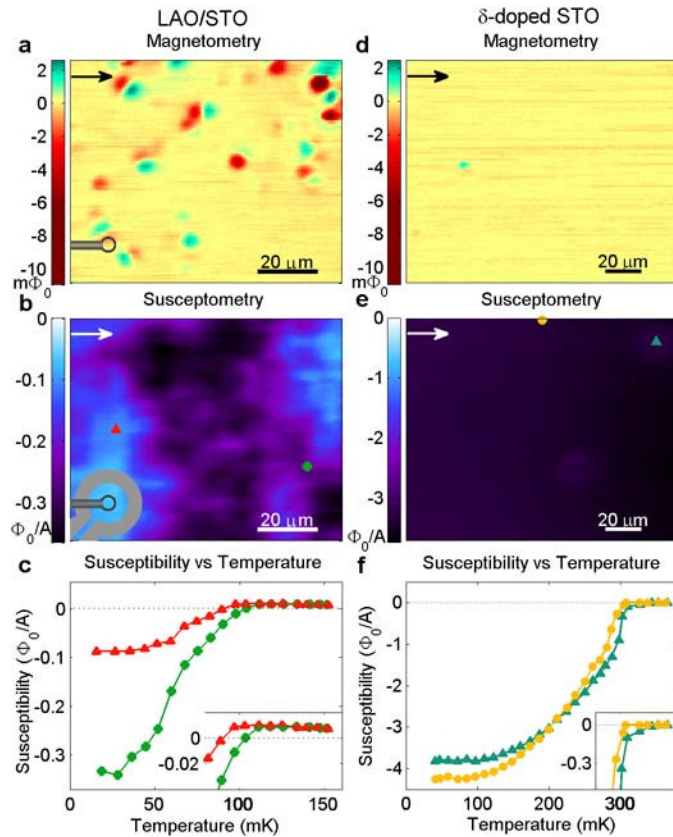 LAO/STO
δ-doped STO
a
Magnetometry
2
0
-2
-4
-6
-8
-10
mΦ₀
20 μm
d
Magnetometry
2
0
-2
-4
-6
-8
-10
mΦ₀
20 μm
b
Susceptometry
0
-0.1
-0.2
-0.3
Φ₀/A
20 μm
e
Susceptometry
0
-1
-2
-3
Φ₀/A
20 μm
c
Susceptibility vs Temperature
Susceptibility (Φ₀/A)
0
-0.1
-0.2
-0.3
0
-0.02
0
50
100
150
Temperature (mK)
f
Susceptibility vs Temperature
Susceptibility (Φ₀/A)
0
-1
-2
-3
-4
0
-0.3
0
100
200
300
Temperature (mK)